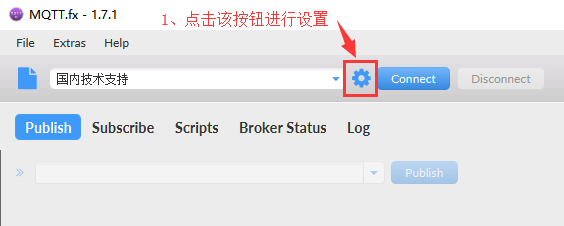 MQTT.fx - 1.7.1
1、点击该按钮进行设置
File Extras Help
国内技术支持 Connect Disconnect
Publish Subscribe Scripts Broker Status Log
» Publish